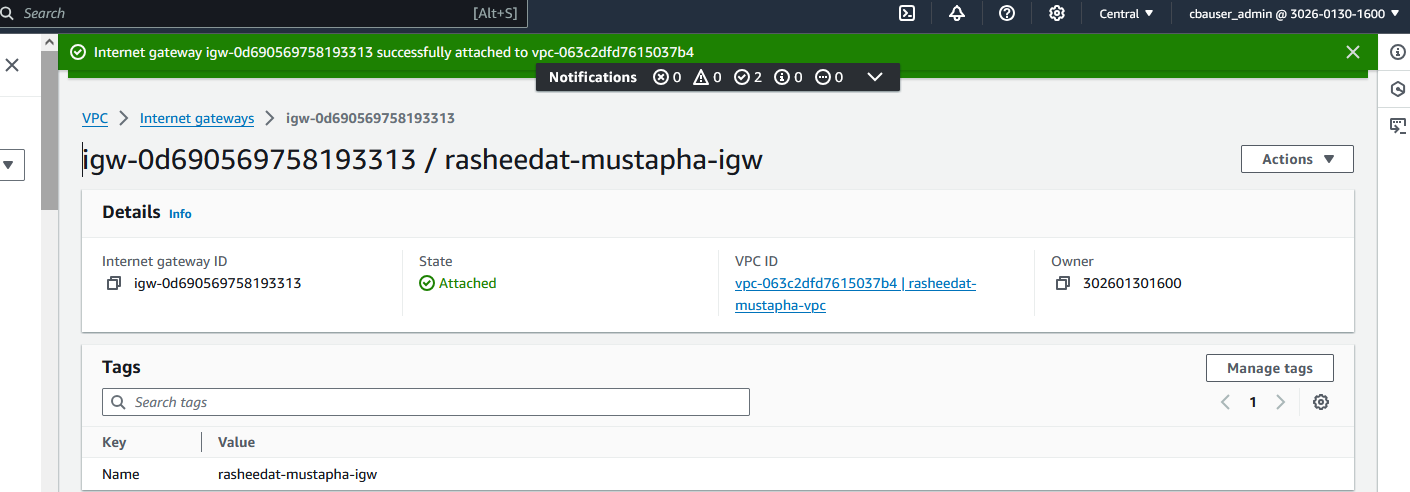 Search [Alt+S] Central cbauser_admin @ 3026-0130-1600
Internet gateway igw-0d690569758193313 successfully attached to vpc-063c2dfd7615037b4
Notifications 0 0 2 0 0
VPC Internet gateways igw-0d690569758193313
igw-0d690569758193313 / rasheedat-mustapha-igw
Actions
Details Info
Internet gateway ID State VPC ID Owner
igw-0d690569758193313 Attached vpc-063c2dfd7615037b4 | rasheedat- 302601301600
mustapha-vpc
Tags Manage tags
Search tags 1
Key Value
Name rasheedat-mustapha-igw